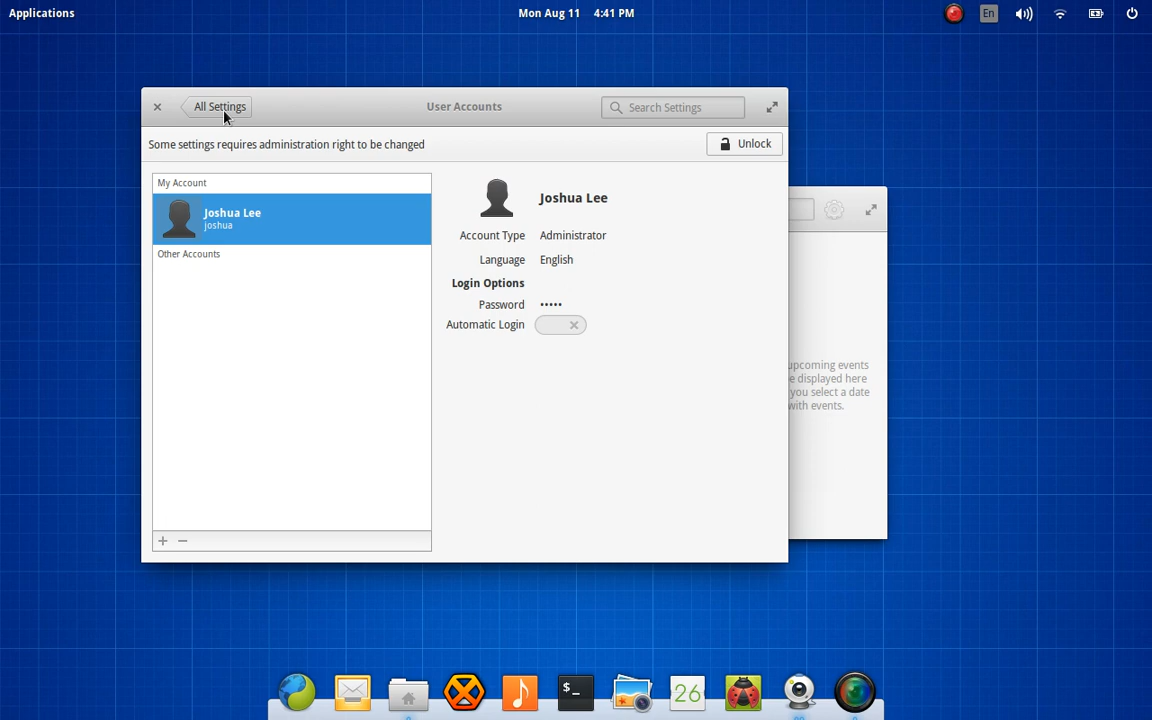 Applications
Mon Aug 11 4:41 PM
En
All Settings
User Accounts
Search Settings
Some settings requires administration right to be changed
Unlock
My Account
Joshua Lee
joshua
Other Accounts
Joshua Lee
Account Type Administrator
Language English
Login Options
Password •••••
Automatic Login
upcoming events
e displayed here
you select a date
with events.
26